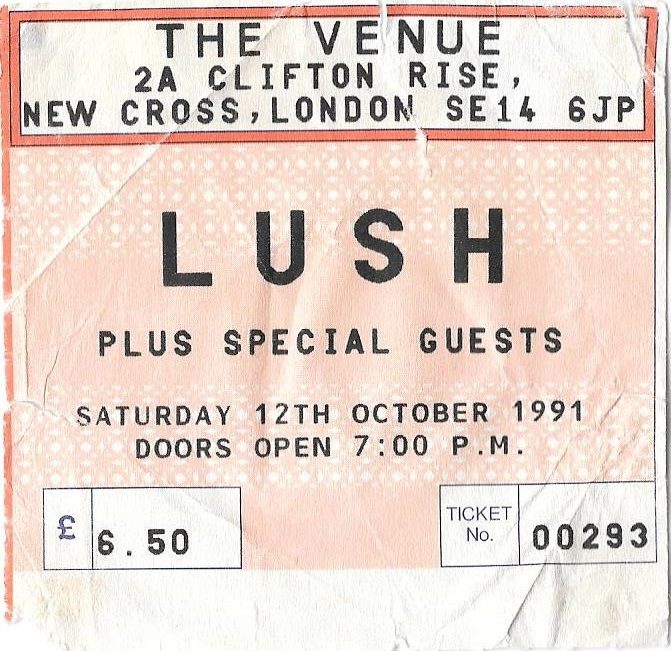 THE VENUE
2A CLIFTON RISE,
NEW CROSS, LONDON SE14 6JP
LUSH
PLUS SPECIAL GUESTS
SATURDAY 12TH OCTOBER 1991
DOORS OPEN 7:00 P.M.
£ 6.50
TICKET No. 00293